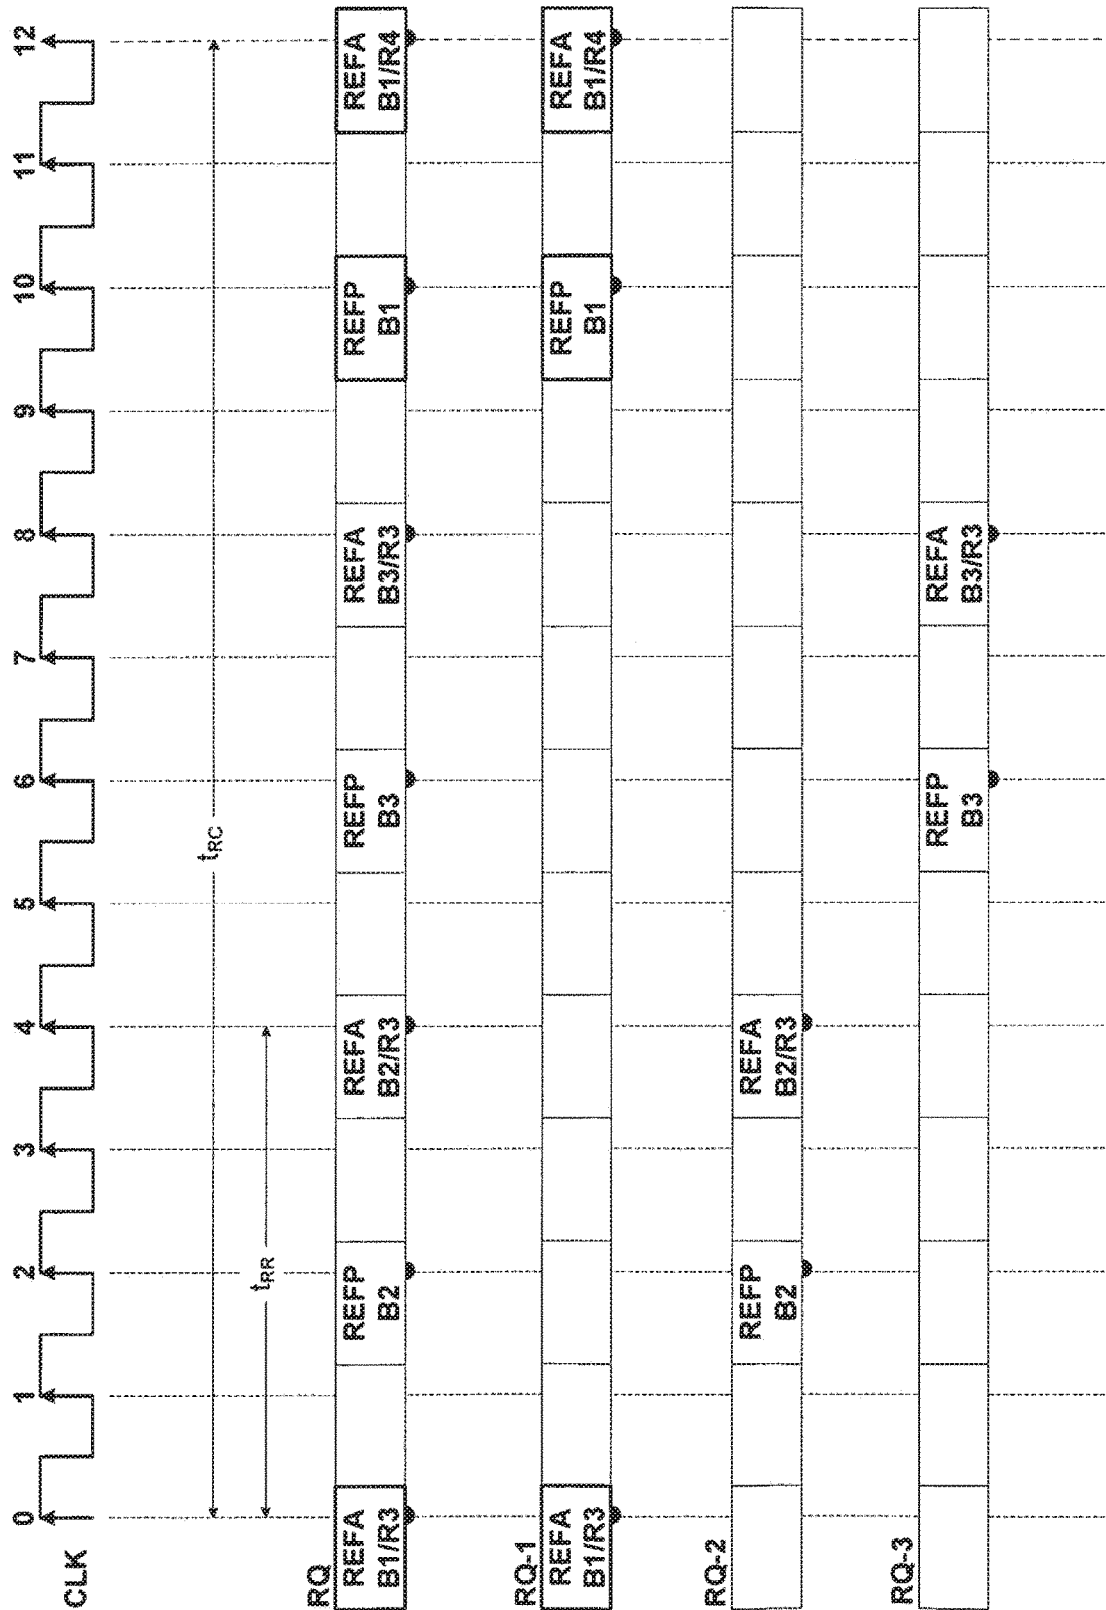 CLK
0 1 2 3 4 5 6 7 8 9 10 11 12
tRC
tRR
RQ
REFA
B1/R3
REFP
B2
REFA
B2/R3
REFP
B3
REFA
B3/R3
REFP
B1
REFA
B1/R4
RQ-1
REFA
B1/R3
REFP
B1
REFA
B1/R4
RQ-2
REFP
B2
REFA
B2/R3
RQ-3
REFP
B3
REFA
B3/R3